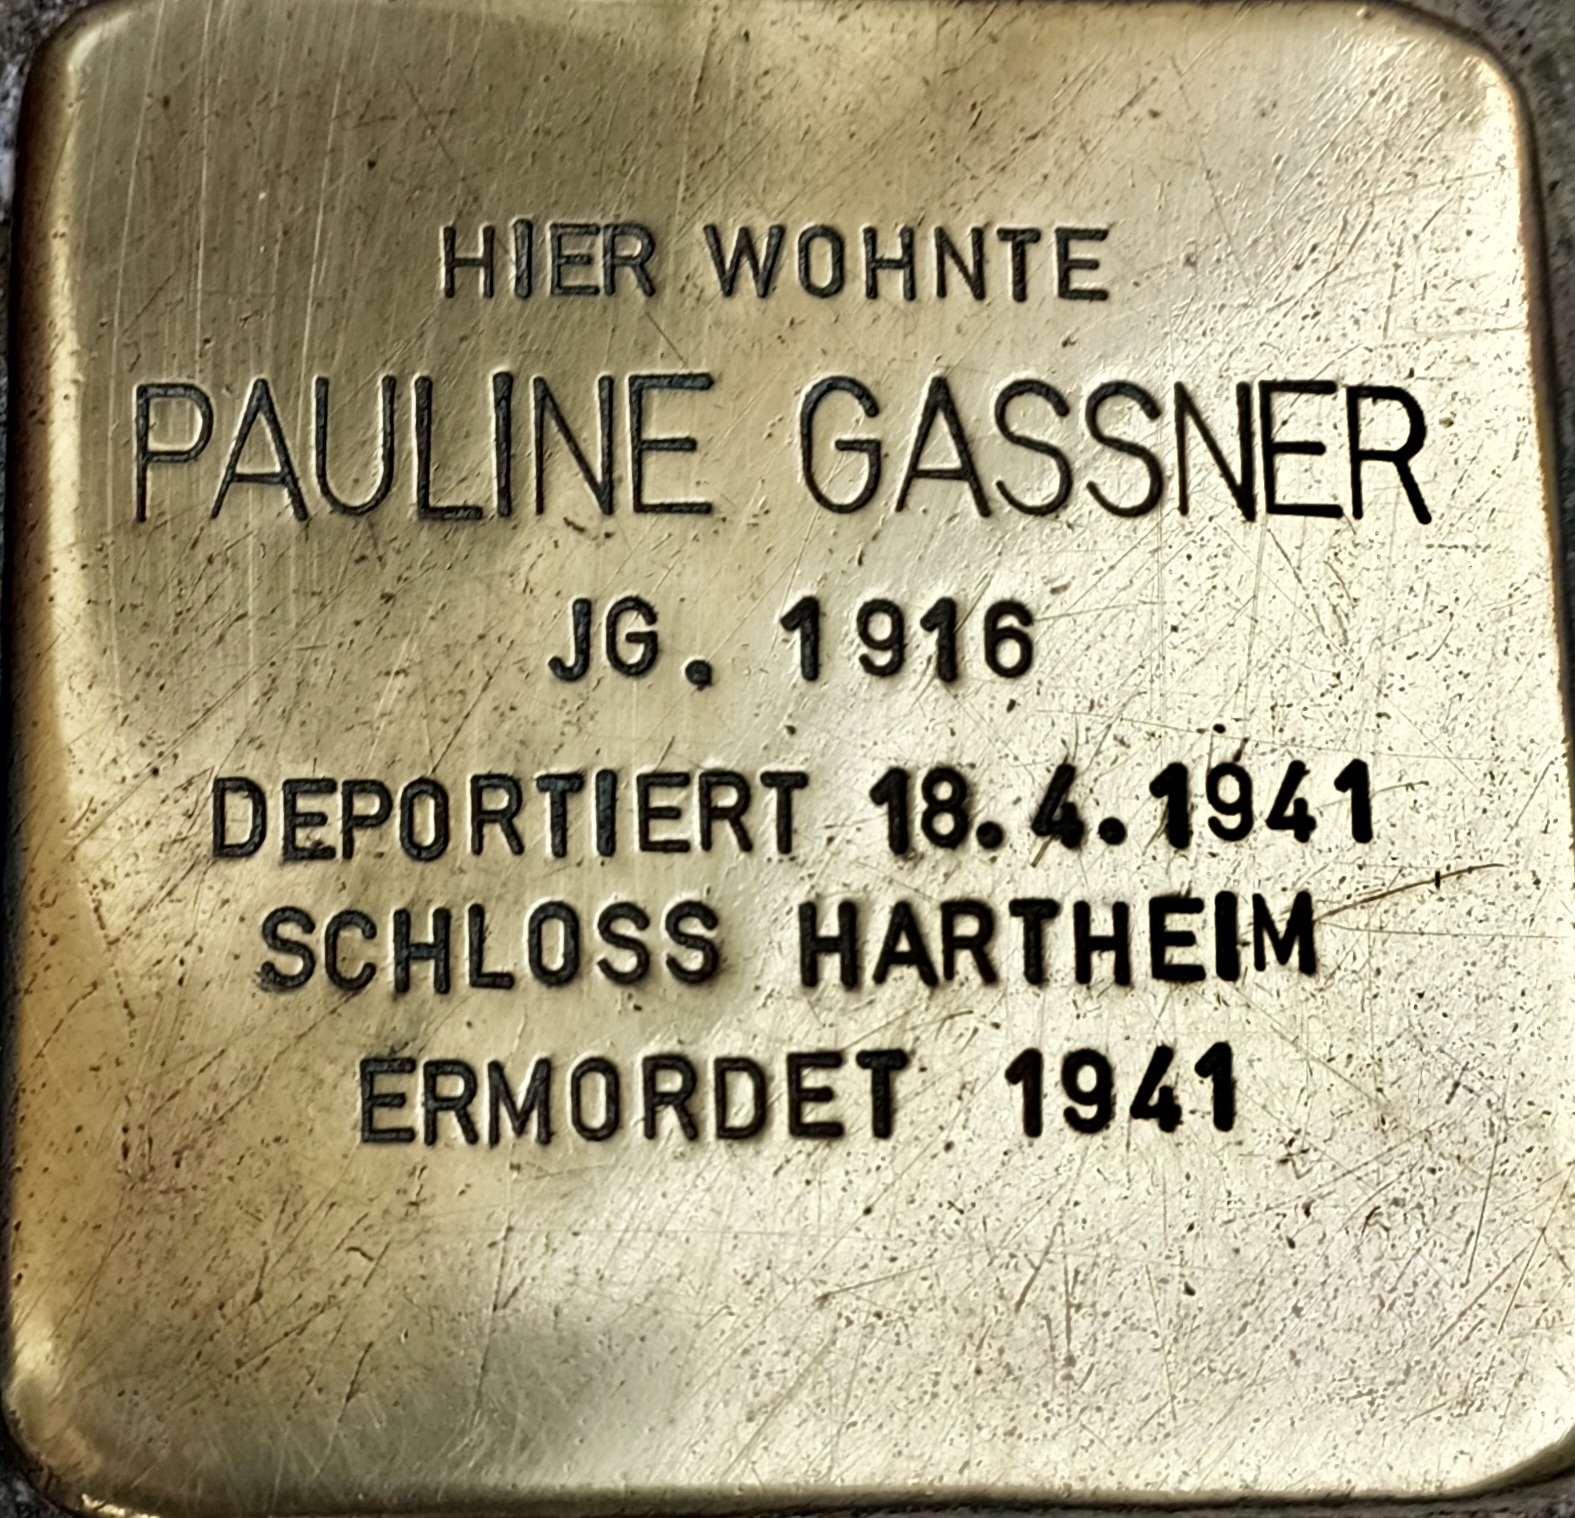 HIER WOHNTE
PAULINE GASSNER
JG. 1916
DEPORTIERT 18.4.1941
SCHLOSS HARTHEIM
ERMORDET 1941